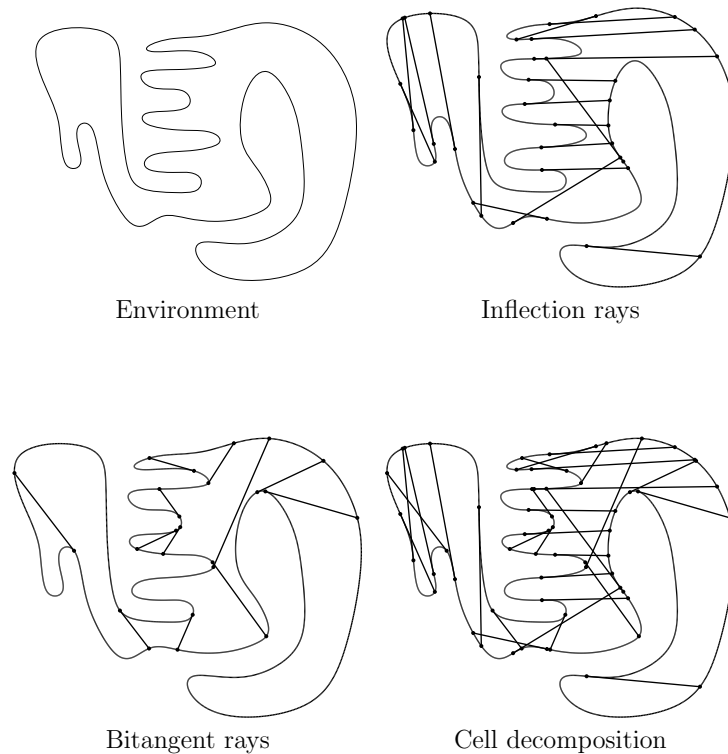 Environment
Inflection rays
Bitangent rays
Cell decomposition